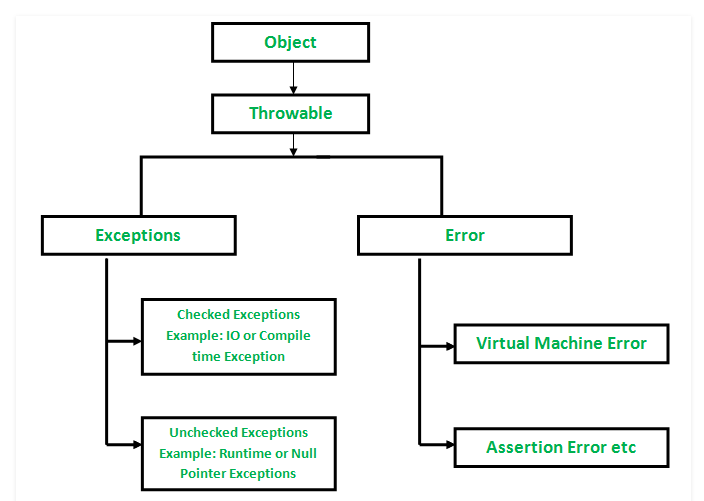 Object
Throwable
Exceptions
Error
Checked Exceptions
Example: IO or Compile
time Exception
Virtual Machine Error
Unchecked Exceptions
Example: Runtime or Null
Pointer Exceptions
Assertion Error etc